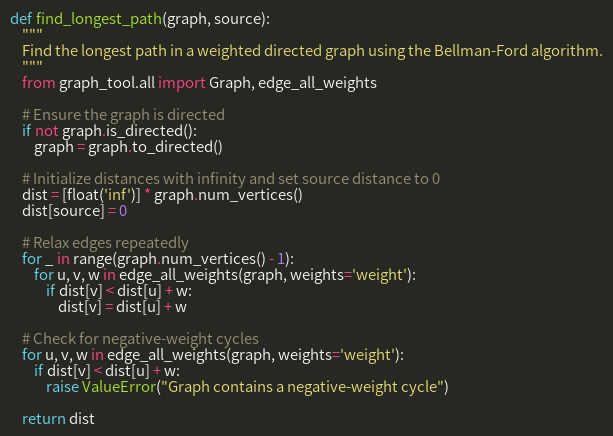 def find_longest_path(graph, source):
    """
    Find the longest path in a weighted directed graph using the Bellman-Ford algorithm.
    """
    from graph_tool.all import Graph, edge_all_weights

    # Ensure the graph is directed
    if not graph.is_directed():
        graph = graph.to_directed()

    # Initialize distances with infinity and set source distance to 0
    dist = [float('inf')] * graph.num_vertices()
    dist[source] = 0

    # Relax edges repeatedly
    for _ in range(graph.num_vertices() - 1):
        for u, v, w in edge_all_weights(graph, weights='weight'):
            if dist[v] < dist[u] + w:
                dist[v] = dist[u] + w

    # Check for negative-weight cycles
    for u, v, w in edge_all_weights(graph, weights='weight'):
        if dist[v] < dist[u] + w:
            raise ValueError("Graph contains a negative-weight cycle")

    return dist